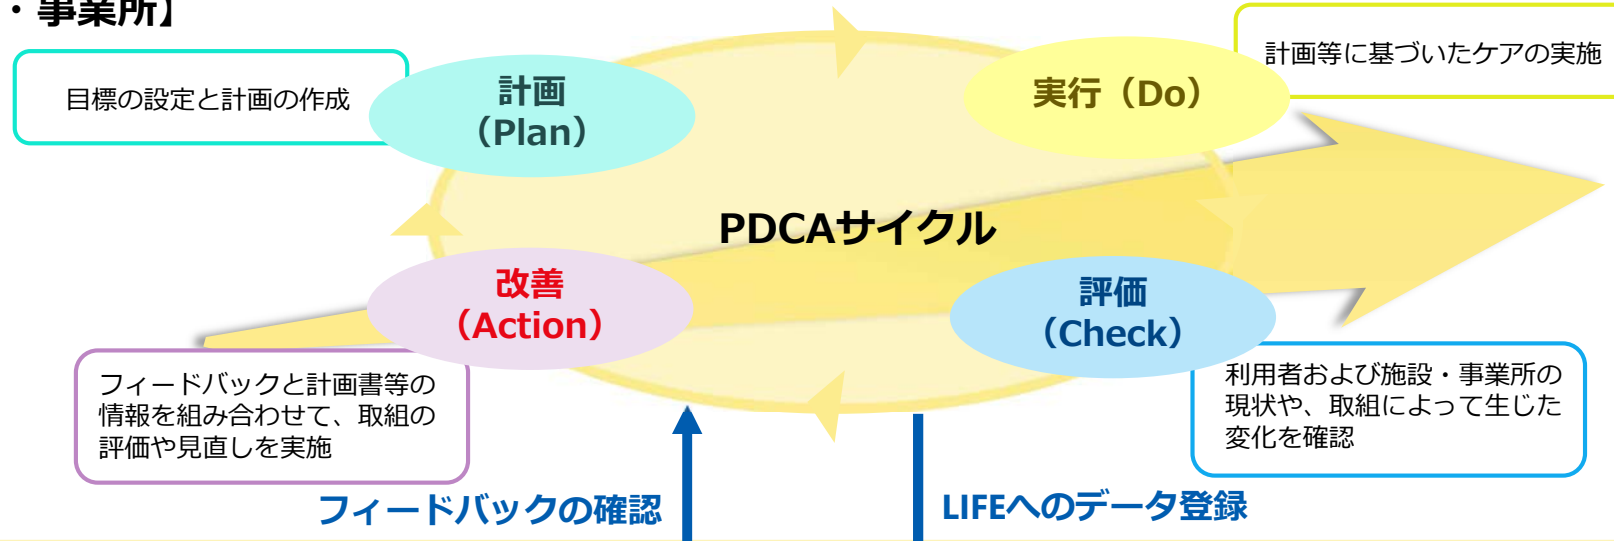 ・事業所】
目標の設定と計画の作成
計画
（Plan）
実行（Do）
計画等に基づいたケアの実施
PDCAサイクル
改善
（Action）
評価
（Check）
フィードバックと計画書等の
情報を組み合わせて、取組の
評価や見直しを実施
利用者および施設・事業所の
現状や、取組によって生じた
変化を確認
フィードバックの確認
LIFEへのデータ登録